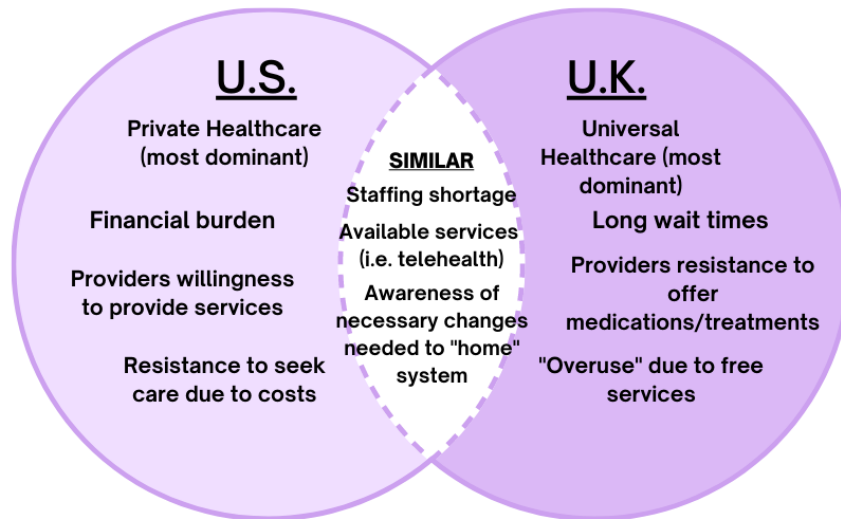 U.S.
Private Healthcare
(most dominant)
Financial burden
Providers willingness
to provide services
Resistance to seek
care due to costs
SIMILAR
Staffing shortage
Available services
(i.e. telehealth)
Awareness of
necessary changes
needed to "home"
system
U.K.
Universal
Healthcare (most
dominant)
Long wait times
Providers resistance to
offer
medications/treatments
"Overuse" due to free
services